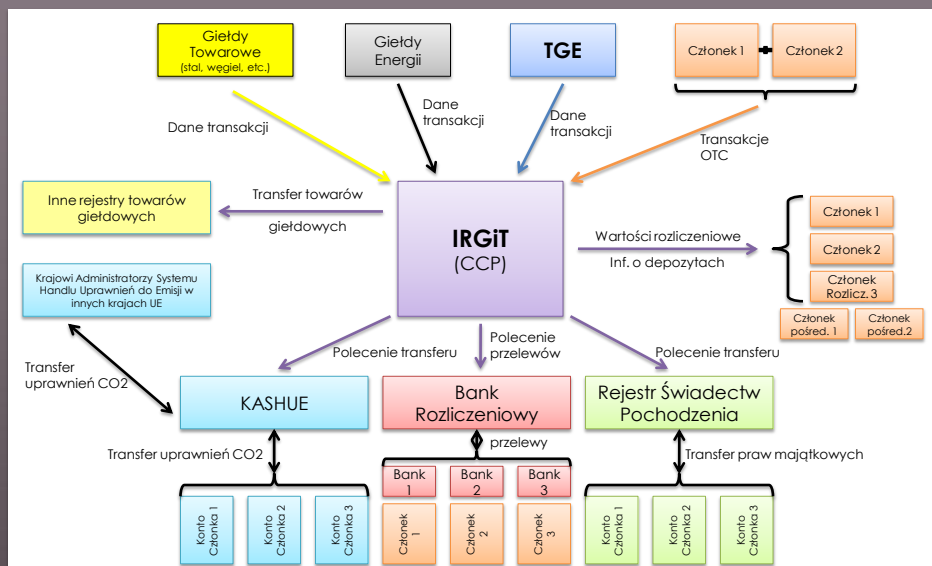 Giełdy
Towarowe
(stal, węgiel, etc.)
Giełdy
Energii
TGE
Członek 1
Członek 2
Dane transakcji
Dane
transakcji
Dane
transakcji
Transakcje
OTC
Inne rejestry towarów
giełdowych
Transfer towarów
giełdowych
IRGiT
(CCP)
Wartości rozliczeniowe
Inf. o depozytach
Członek 1
Członek 2
Członek
Rozlicz. 3
Członek
pośred. 1
Członek
pośred.2
Krajowi Administratorzy Systemu
Handlu Uprawnień do Emisji w
innych krajach UE
Transfer
uprawnień CO2
Polecenie transferu
Polecenie
przelewów
Polecenie transferu
KASHUE
Bank
Rozliczeniowy
Rejestr Świadectw
Pochodzenia
Transfer uprawnień CO2
przelewy
Transfer praw majątkowych
Bank
1
Bank
2
Bank
3
Konto
Członka 1
Konto
Członka 2
Konto
Członka 3
Członek
1
Członek
2
Członek
3
Konto
Członka 1
Konto
Członka 2
Konto
Członka 3